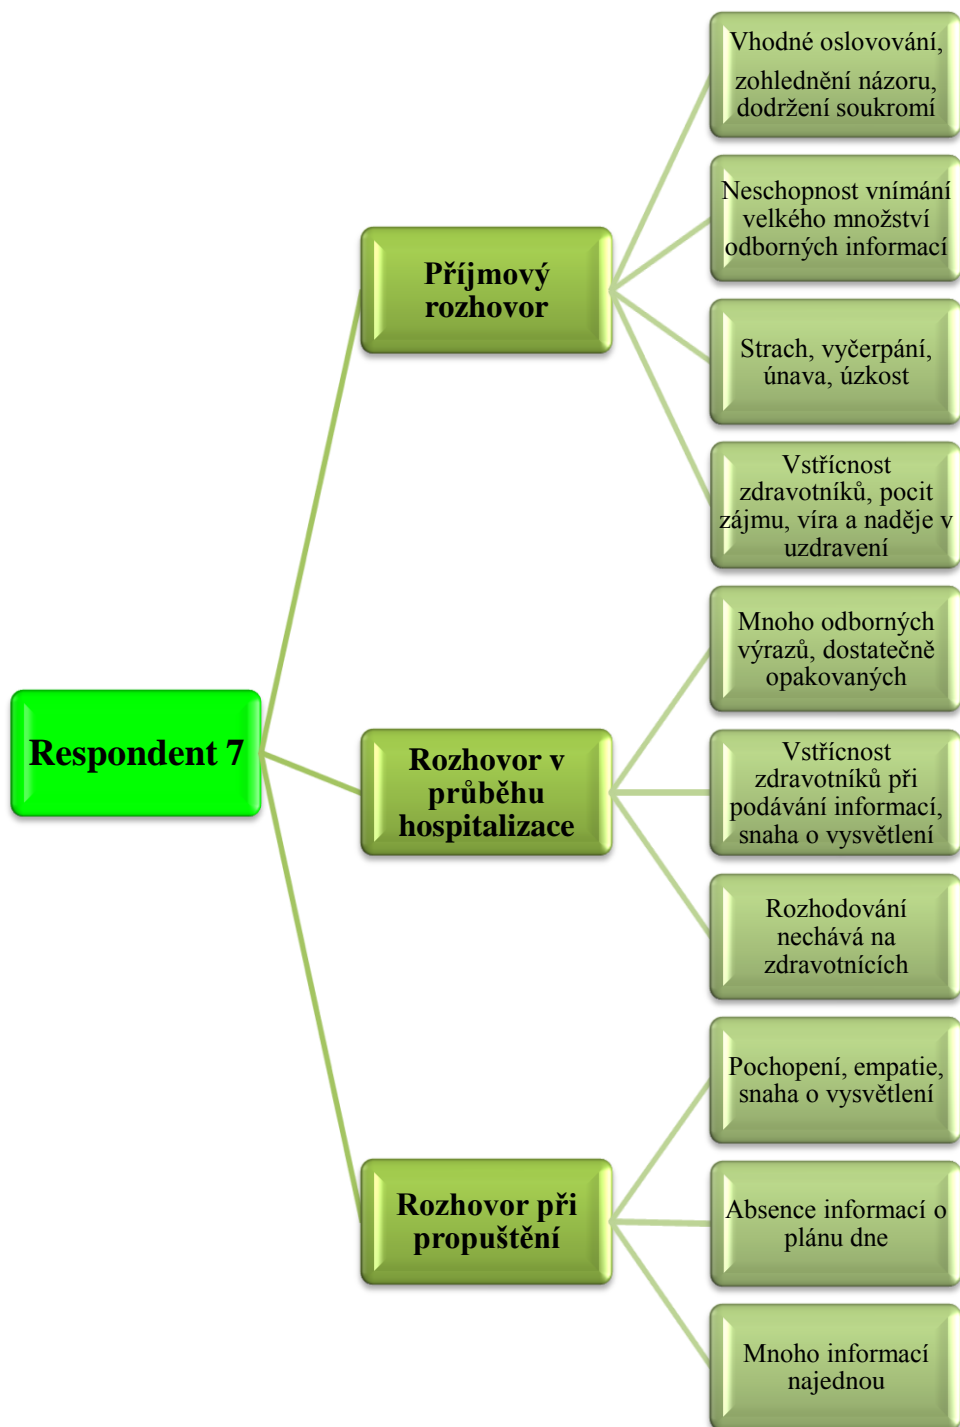 Respondent 7
Příjmový
rozhovor
Vhodné oslovování,
zohlednění názoru,
dodržení soukromí
Neschopnost vnímání
velkého množství
odborných informací
Strach, vyčerpání,
únava, úzkost
Vstřícnost
zdravotníků, pocit
zájmu, víra a naděje v
uzdravení
Rozhovor v
průběhu
hospitalizace
Mnoho odborných
výrazů, dostatečně
opakovaných
Vstřícnost
zdravotníků při
podávání informací,
snaha o vysvětlení
Rozhodování
nechává na
zdravotnících
Rozhovor při
propuštění
Pochopení, empatie,
snaha o vysvětlení
Absence informací o
plánu dne
Mnoho informací
najednou